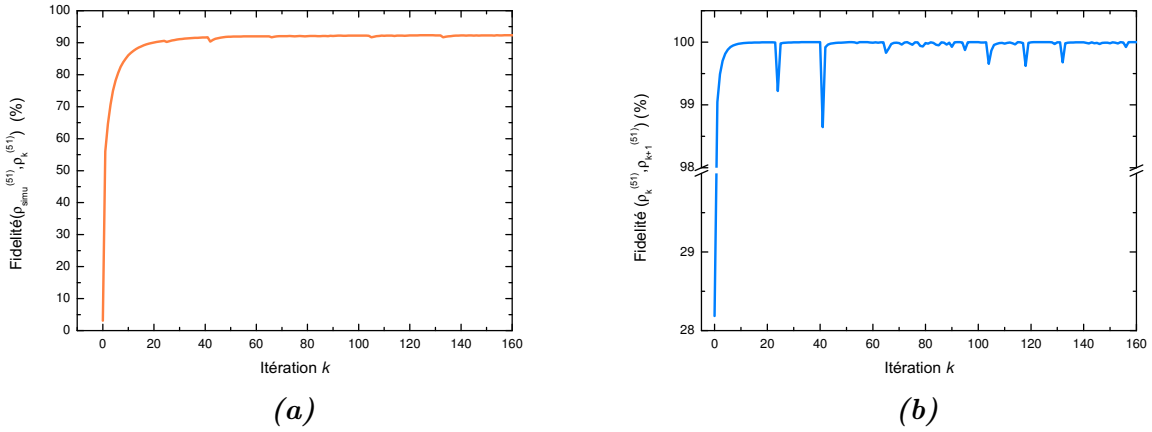 100
90
80
70
60
50
40
30
20
10
0
Fidelité(ρsimu(51),ρk(51)) (%)
0 20 40 60 80 100 120 140 160
Itération k
(a)
100
99
98
29
28
Fidelité (ρk(51),ρk+1(51)) (%)
0 20 40 60 80 100 120 140 160
Itération k
(b)